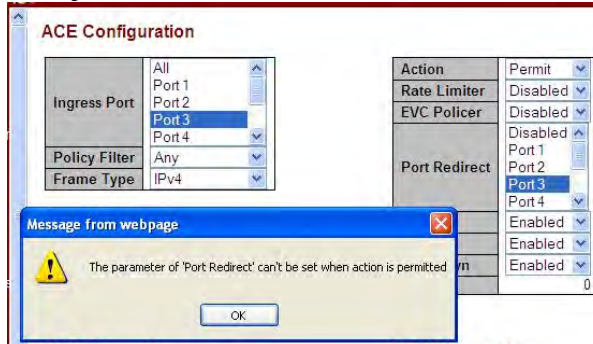 ACE Configuration
Ingress Port
All
Port 1
Port 2
Port 3
Port 4
Policy Filter Any
Frame Type IPv4
Action Permit
Rate Limiter Disabled
EVC Policer Disabled
Port Redirect
Disabled
Port 1
Port 2
Port 3
Port 4
Enabled
Enabled
Enabled
0
Message from webpage
The parameter of 'Port Redirect' can't be set when action is permitted
OK